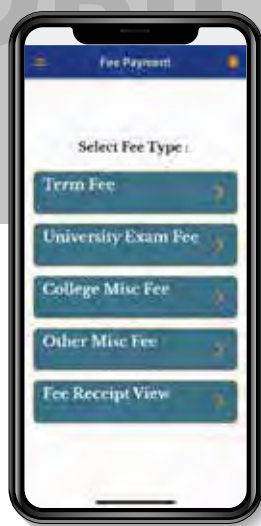 Fee Payment
Select Fee Type :
Term Fee
University Exam Fee
College Misc Fee
Other Misc Fee
Fee Receipt View